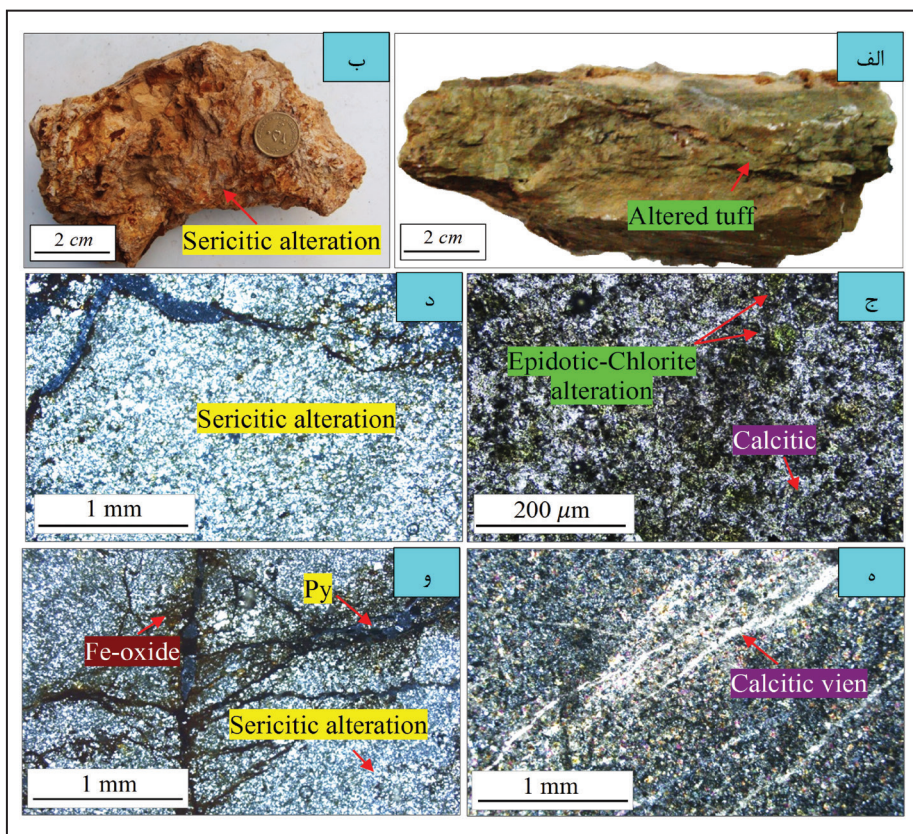 الف
Altered tuff
2 cm
ب
Sericitic alteration
2 cm
ج
Epidotic-Chlorite
alteration
Calcitic
200 μm
د
Sericitic alteration
1 mm
ه
Calcitic vien
1 mm
و
Py
Fe-oxide
Sericitic alteration
1 mm